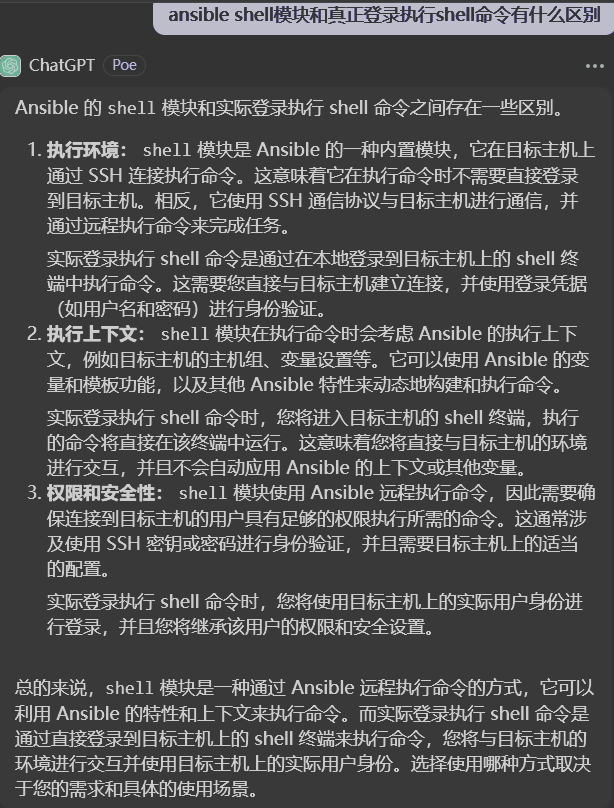 ansible shell模块和真正登录执行shell命令有什么区别
ChatGPT Poe
Ansible 的 shell 模块和实际登录执行 shell 命令之间存在一些区别。
1. 执行环境： shell 模块是 Ansible 的一种内置模块，它在目标主机上
通过 SSH 连接执行命令。这意味着它在执行命令时不需要直接登录
到目标主机。相反，它使用 SSH 通信协议与目标主机进行通信，并
通过远程执行命令来完成任务。
实际登录执行 shell 命令是通过在本地登录到目标主机上的 shell 终
端中执行命令。这需要您直接与目标主机建立连接，并使用登录凭据
（如用户名和密码）进行身份验证。
2. 执行上下文： shell 模块在执行命令时会考虑 Ansible 的执行上下
文，例如目标主机的主机组、变量设置等。它可以使用 Ansible 的变
量和模板功能，以及其他 Ansible 特性来动态地构建和执行命令。
实际登录执行 shell 命令时，您将进入目标主机的 shell 终端，执行
的命令将直接在该终端中运行。这意味着您将直接与目标主机的环境
进行交互，并且不会自动应用 Ansible 的上下文或其他变量。
3. 权限和安全性： shell 模块使用 Ansible 远程执行命令，因此需要确
保连接到目标主机的用户具有足够的权限执行所需的命令。这通常涉
及使用 SSH 密钥或密码进行身份验证，并且需要目标主机上的适当
的配置。
实际登录执行 shell 命令时，您将使用目标主机上的实际用户身份进
行登录，并且您将继承该用户的权限和安全设置。
总的来说，shell 模块是一种通过 Ansible 远程执行命令的方式，它可以
利用 Ansible 的特性和上下文来执行命令。而实际登录执行 shell 命令是
通过直接登录到目标主机上的 shell 终端来执行命令，您将与目标主机的
环境进行交互并使用目标主机上的实际用户身份。选择使用哪种方式取决
于您的需求和具体的使用场景。